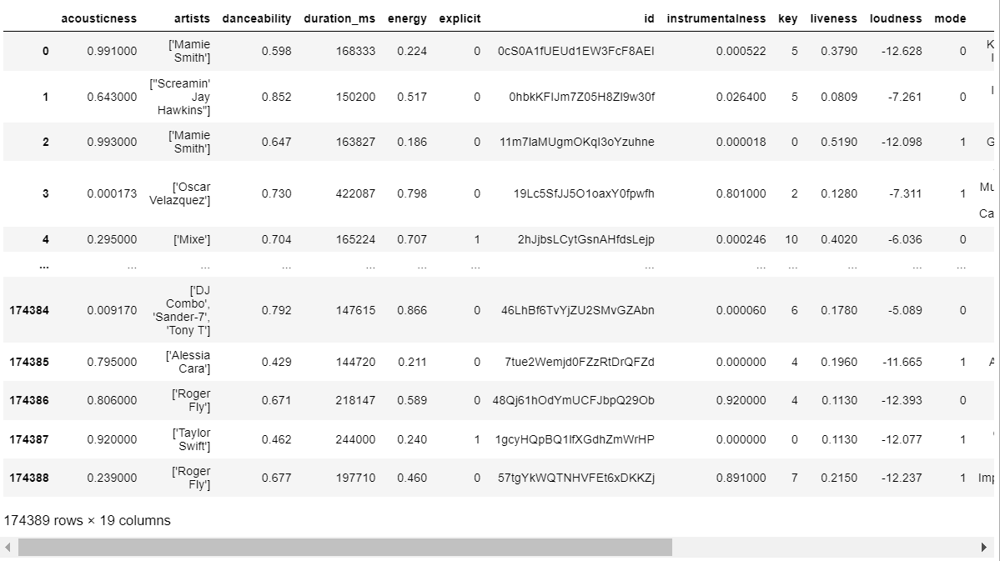 acousticness artists danceability duration_ms energy explicit id instrumentalness key liveness loudness mode
0 0.991000 ['Mamie Smith'] 0.598 168333 0.224 0 0cS0A1fUEUd1EW3FcF8AEI 0.000522 5 0.3790 -12.628 0 K
1 0.643000 ["Screamin' Jay Hawkins"] 0.852 150200 0.517 0 0hbkKFIJm7Z05H8Zl9w30f 0.026400 5 0.0809 -7.261 0
2 0.993000 ['Mamie Smith'] 0.647 163827 0.186 0 11m7laMUgmOKqI3oYzuhne 0.000018 0 0.5190 -12.098 1 G
3 0.000173 ['Oscar Velazquez'] 0.730 422087 0.798 0 19Lc5SfJJ5O1oaxY0fpwfh 0.801000 2 0.1280 -7.311 1 Mu Ca
4 0.295000 ['Mixe'] 0.704 165224 0.707 1 2hJjbsLCytGsnAHfdsLejp 0.000246 10 0.4020 -6.036 0
... ... ... ... ... ... ... ... ... ... ... ... ...
174384 0.009170 ['DJ Combo', 'Sander-7', 'Tony T'] 0.792 147615 0.866 0 46LhBf6TvYjZU2SMvGZAbn 0.000060 6 0.1780 -5.089 0
174385 0.795000 ['Alessia Cara'] 0.429 144720 0.211 0 7tue2Wemjd0FZzRtDrQFZd 0.000000 4 0.1960 -11.665 1 A
174386 0.806000 ['Roger Fly'] 0.671 218147 0.589 0 48Qj61hOdYmUCFJbpQ29Ob 0.920000 4 0.1130 -12.393 0
174387 0.920000 ['Taylor Swift'] 0.462 244000 0.240 1 1gcyHQpBQ1lfXGdhZmWrHP 0.000000 0 0.1130 -12.077 1
174388 0.239000 ['Roger Fly'] 0.677 197710 0.460 0 57tgYkWQTNHVFEt6xDKKZj 0.891000 7 0.2150 -12.237 1 Imp
174389 rows × 19 columns